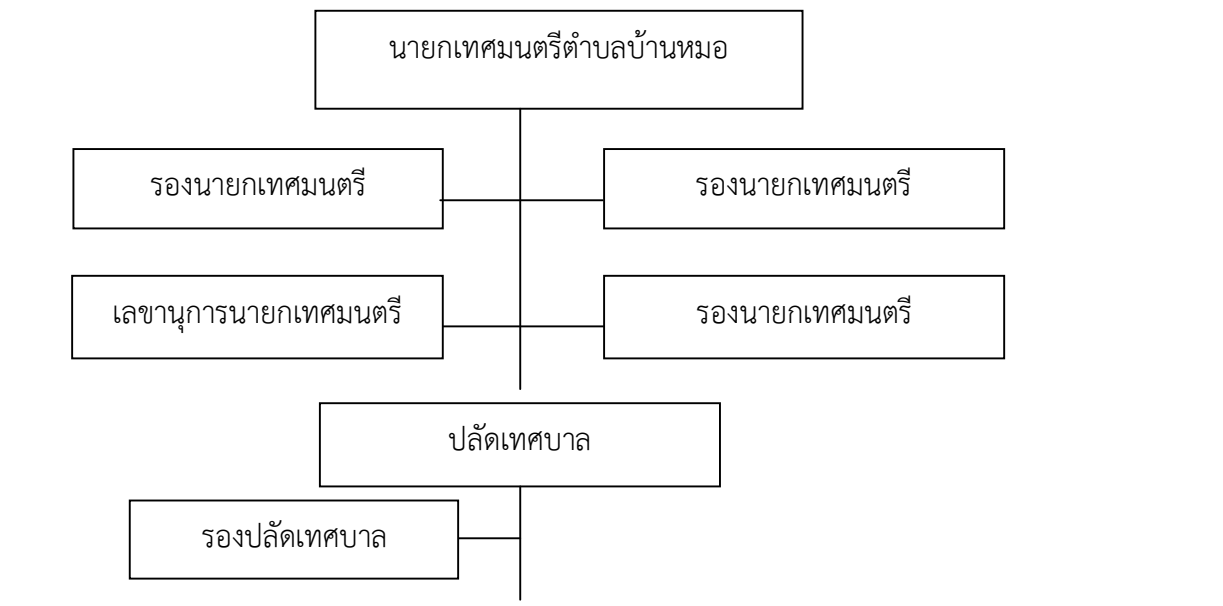 นายกเทศมนตรีตำบลบ้านหมอ
รองนายกเทศมนตรี
รองนายกเทศมนตรี
เลขานุการนายกเทศมนตรี
รองนายกเทศมนตรี
ปลัดเทศบาล
รองปลัดเทศบาล